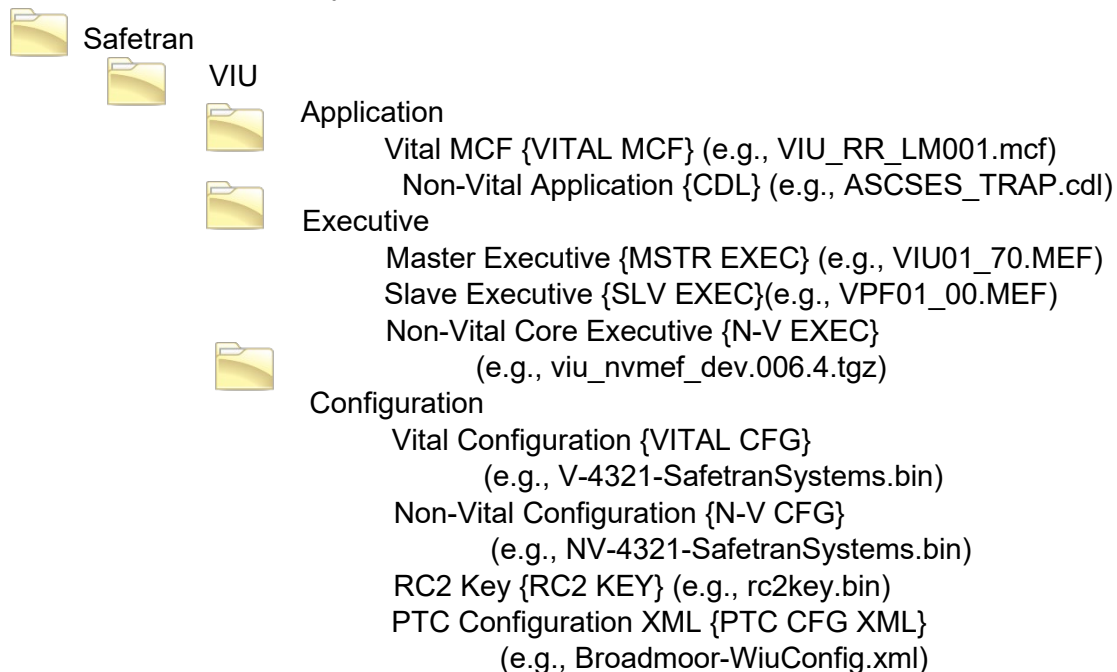 Safetran
VIU
Application
Vital MCF {VITAL MCF} (e.g., VIU_RR_LM001.mcf)
Non-Vital Application {CDL} (e.g., ASCSES_TRAP.cdl)
Executive
Master Executive {MSTR EXEC} (e.g., VIU01_70.MEF)
Slave Executive {SLV EXEC}(e.g., VPF01_00.MEF)
Non-Vital Core Executive {N-V EXEC}
(e.g., viu_nvmef_dev.006.4.tgz)
Configuration
Vital Configuration {VITAL CFG}
(e.g., V-4321-SafetranSystems.bin)
Non-Vital Configuration {N-V CFG}
(e.g., NV-4321-SafetranSystems.bin)
RC2 Key {RC2 KEY} (e.g., rc2key.bin)
PTC Configuration XML {PTC CFG XML}
(e.g., Broadmoor-WiuConfig.xml)